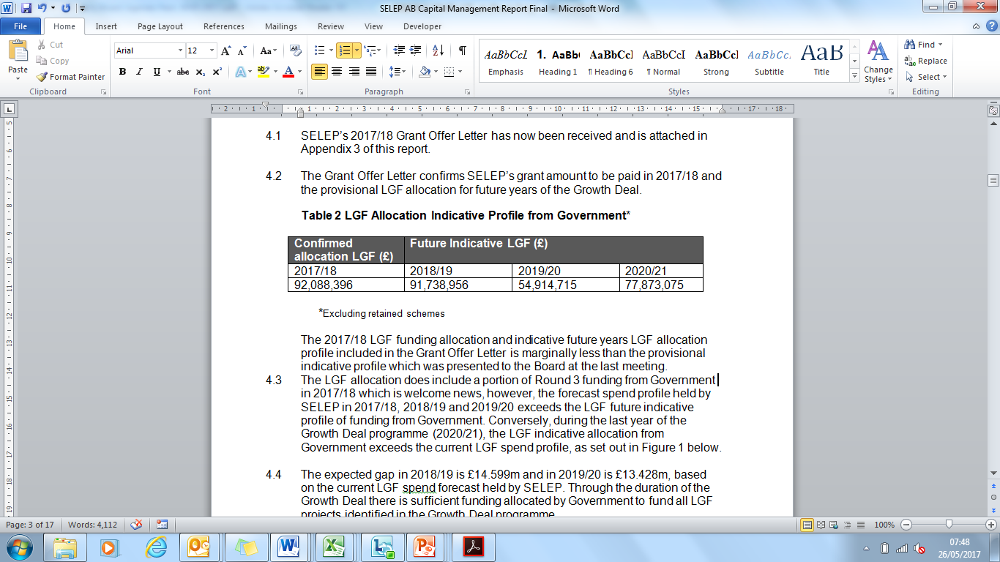 SELEP AB Capital Management Report Final - Microsoft Word
File Home Insert Page Layout References Mailings Review View Developer
Paste
Cut
Copy
Format Painter
Clipboard
Arial 12
Font
Paragraph
AaBbCcI AaBbC AaBbCcI AaBbCcI AaBbCcI AaBbCc. AaB
Emphasis 1. Heading 1 ¶ Heading 6 ¶ Normal Strong Subtitle Title
Change Styles
Styles
Find
Replace
Select
Editing
4.1 SELEP’s 2017/18 Grant Offer Letter has now been received and is attached in
Appendix 3 of this report.
4.2 The Grant Offer Letter confirms SELEP’s grant amount to be paid in 2017/18 and
the provisional LGF allocation for future years of the Growth Deal.
Table 2 LGF Allocation Indicative Profile from Government*
Confirmed Future Indicative LGF (£)
allocation LGF (£)
2017/18 2018/19 2019/20 2020/21
92,088,396 91,738,956 54,914,715 77,873,075
*Excluding retained schemes
The 2017/18 LGF funding allocation and indicative future years LGF allocation
profile included in the Grant Offer Letter is marginally less than the provisional
indicative profile which was presented to the Board at the last meeting.
4.3 The LGF allocation does include a portion of Round 3 funding from Government
in 2017/18 which is welcome news, however, the forecast spend profile held by
SELEP in 2017/18, 2018/19 and 2019/20 exceeds the LGF future indicative
profile of funding from Government. Conversely, during the last year of the
Growth Deal programme (2020/21), the LGF indicative allocation from
Government exceeds the current LGF spend profile, as set out in Figure 1 below.
4.4 The expected gap in 2018/19 is £14.599m and in 2019/20 is £13.428m, based
on the current LGF spend forecast held by SELEP. Through the duration of the
Growth Deal there is sufficient funding allocated by Government to fund all LGF
projects identified in the Growth Deal programme.
Page: 3 of 17 Words: 4,112 100%
07:48
26/05/2017